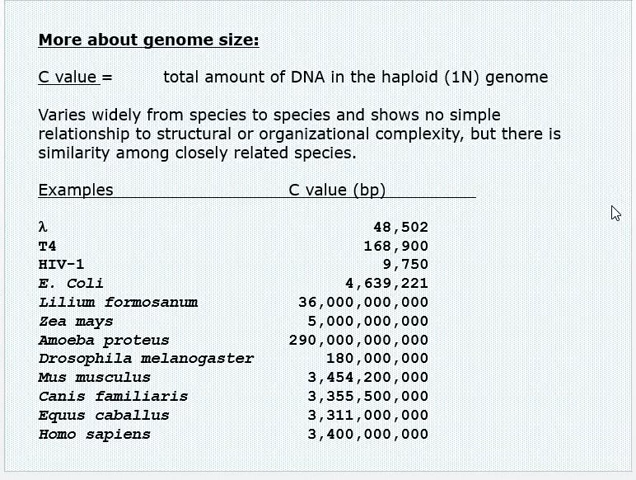 More about genome size:
C value = total amount of DNA in the haploid (1N) genome
Varies widely from species to species and shows no simple
relationship to structural or organizational complexity, but there is
similarity among closely related species.
Examples C value (bp)
λ 48,502
T4 168,900
HIV-1 9,750
E. Coli 4,639,221
Lilium formosanum 36,000,000,000
Zea mays 5,000,000,000
Amoeba proteus 290,000,000,000
Drosophila melanogaster 180,000,000
Mus musculus 3,454,200,000
Canis familiaris 3,355,500,000
Equus caballus 3,311,000,000
Homo sapiens 3,400,000,000